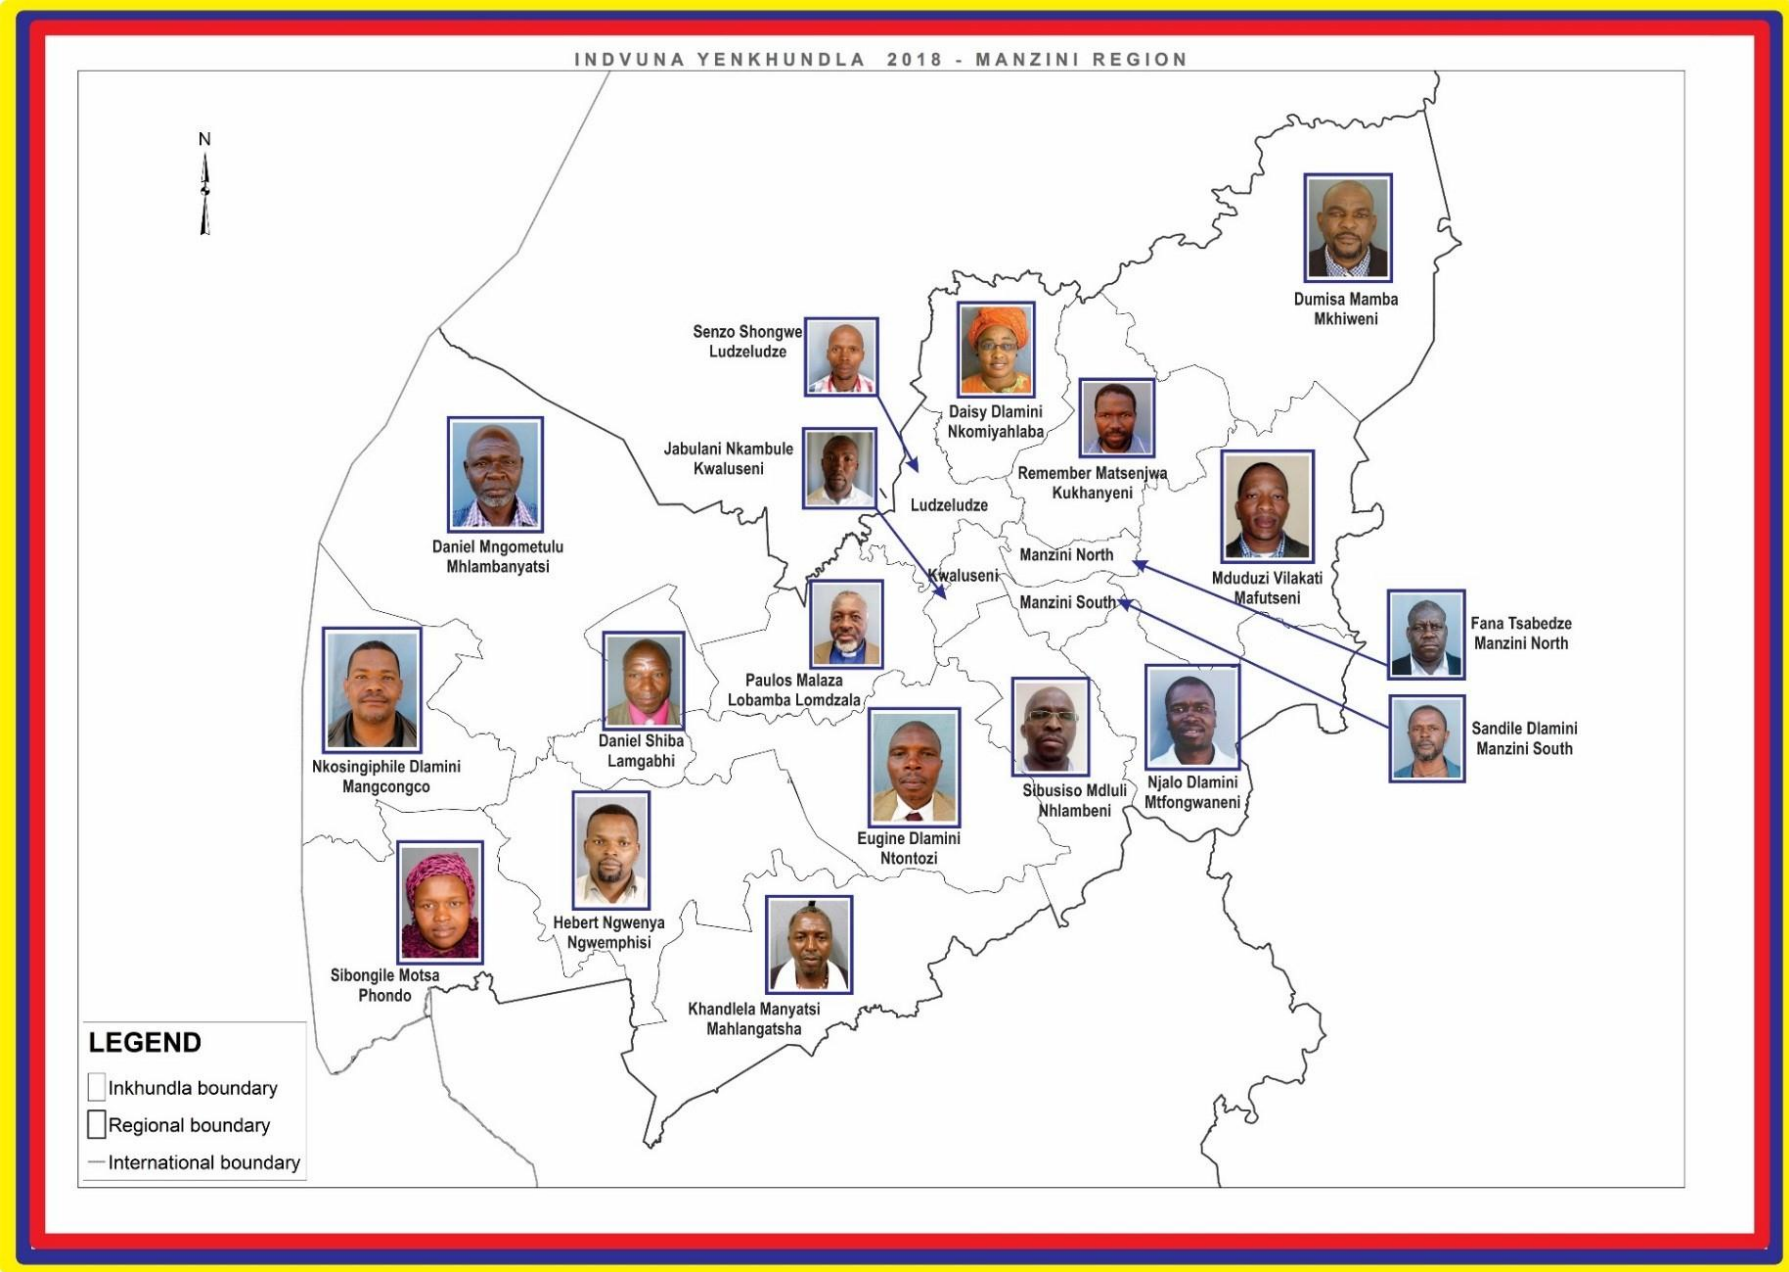 INDVUNA YENKHUNDLA 2018 - MANZINI REGION
N
Dumisa Mamba
Mkhiweni
Senzo Shongwe
Ludzeludze
Daisy Dlamini
Nkomiyahlaba
Jabulani Nkambule
Kwaluseni
Remember Matsenjwa
Kukhanyeni
Ludzeludze
Daniel Mngometulu
Mhlambanyatsi
Manzini North
Kwaluseni
Mduduzi Vilakati
Mafutseni
Manzini South
Fana Tsabedze
Manzini North
Paulos Malaza
Lobamba Lomdzala
Sandile Dlamini
Manzini South
Daniel Shiba
Lamgabhi
Nkosingiphile Dlamini
Mangcongco
Sibusiso Mdluli
Nhlambeni
Njalo Dlamini
Mtfongwaneni
Eugine Dlamini
Ntontozi
Hebert Ngwenya
Ngwemphisi
Sibongile Motsa
Phondo
Khandlela Manyatsi
Mahlangatsha
LEGEND
Inkhundla boundary
Regional boundary
International boundary